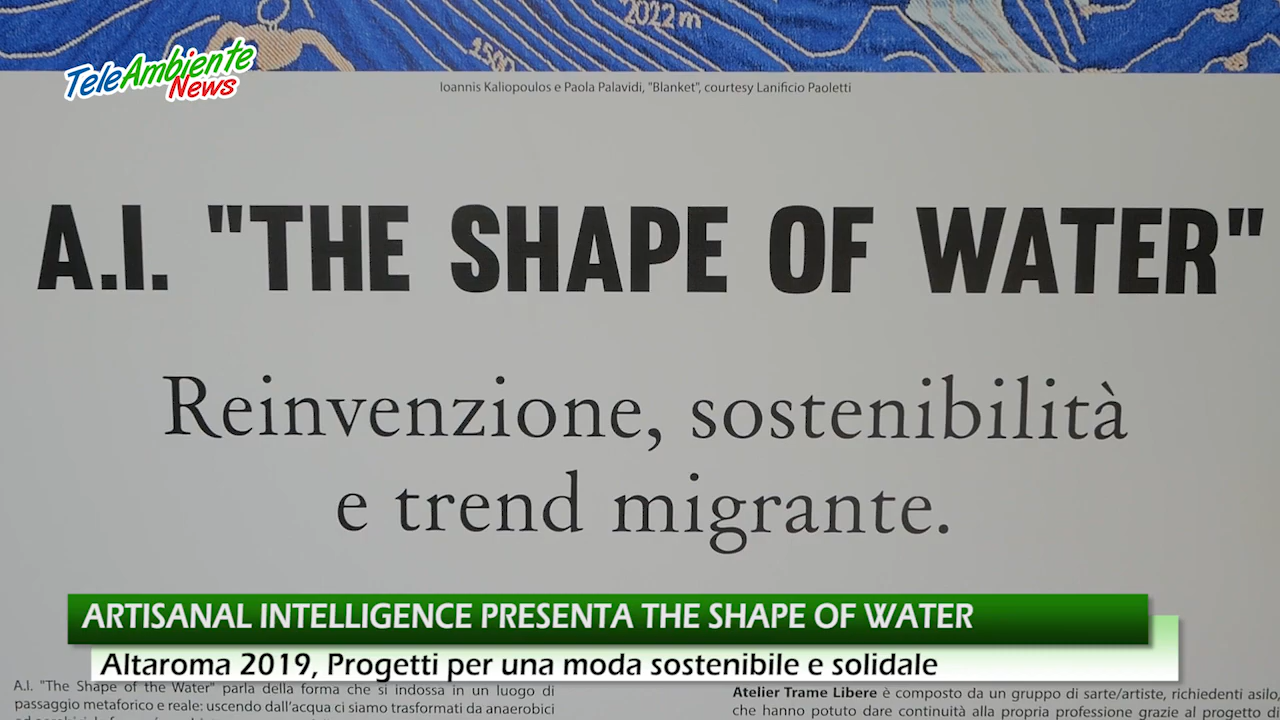 2022m
1500
TeleAmbiente
News
Ioannis Kaliopoulos e Paola Palavidi, "Blanket", courtesy Lanificio Paoletti
A.I. "THE SHAPE OF WATER"
Reinvenzione, sostenibilità
e trend migrante.
ARTISANAL INTELLIGENCE PRESENTA THE SHAPE OF WATER
Altaroma 2019, Progetti per una moda sostenibile e solidale
A.I. "The Shape of the Water" parla della forma che si indossa in un luogo di
passaggio metaforico e reale: uscendo dall'acqua ci siamo trasformati da anaerobici
Atelier Trame Libere è composto da un gruppo di sarte/artiste, richiedenti asilo,
che hanno potuto dare continuità alla propria professione grazie al progetto di